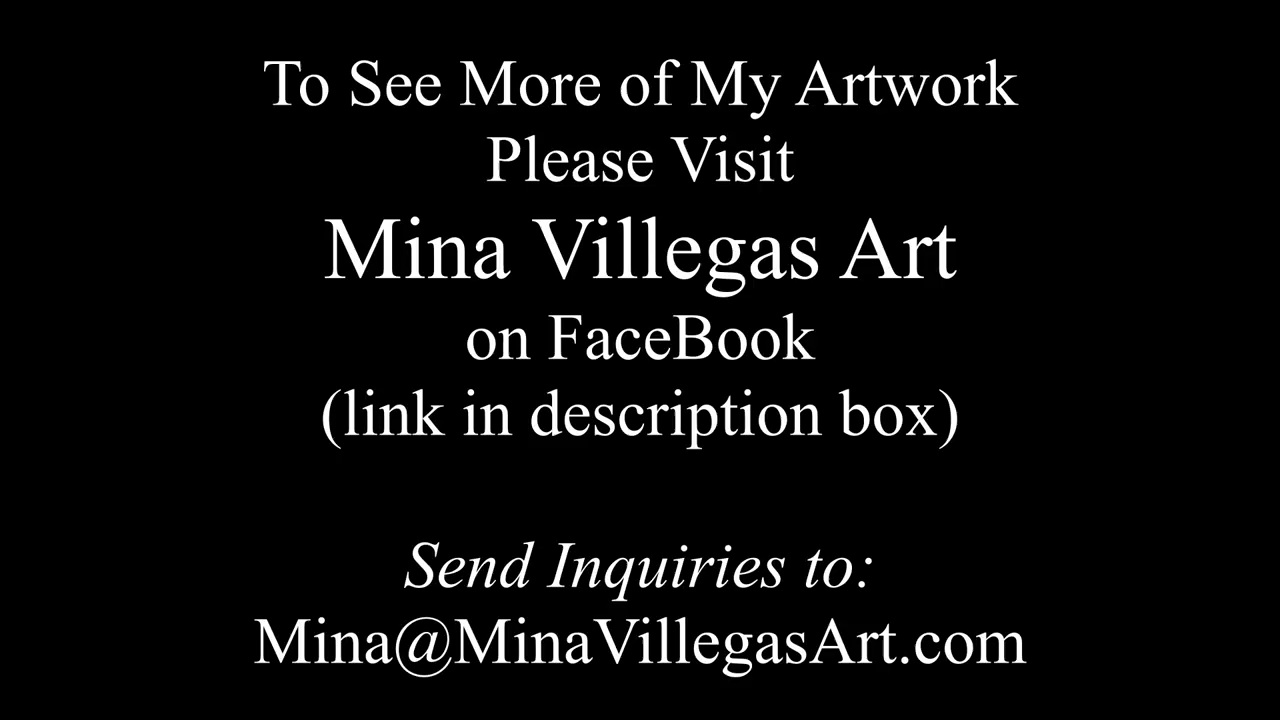 To See More of My Artwork
Please Visit
Mina Villegas Art
on FaceBook
(link in description box)
Send Inquiries to:
Mina@MinaVillegasArt.com